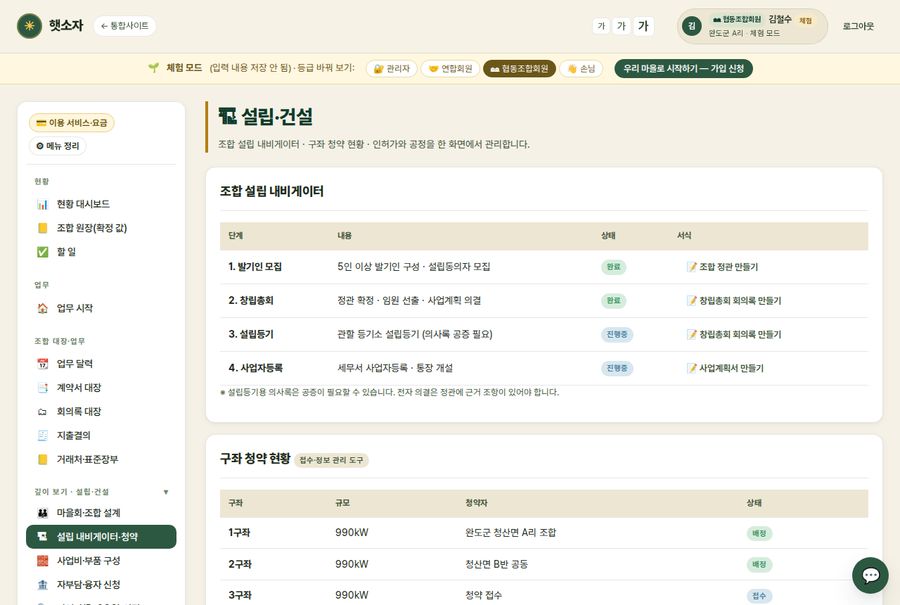 햇소자
← 통합사이트
가 가 가
김
협동조합회원 김철수 체험
완도군 A리 · 체험 모드
로그아웃
체험 모드 (입력 내용 저장 안 됨) · 등급 바꿔 보기:
관리자
연합회원
협동조합회원
손님
우리 마을로 시작하기 — 가입 신청
이용 서비스·요금
메뉴 정리
현황
현황 대시보드
조합 원장(확정 값)
할 일
업무
업무 시작
조합 대장·업무
업무 달력
계약서 대장
회의록 대장
지출결의
거래처·표준장부
깊이 보기 · 설립·건설 ▼
마을회·조합 설계
설립 내비게이터·청약
사업비·부품 구성
자부담·융자 신청
설립·건설
조합 설립 내비게이터 · 구좌 청약 현황 · 인허가와 공정을 한 화면에서 관리합니다.
조합 설립 내비게이터
단계 내용 상태 서식
1. 발기인 모집 5인 이상 발기인 구성 · 설립동의자 모집 완료 조합 정관 만들기
2. 창립총회 정관 확정 · 임원 선출 · 사업계획 의결 완료 창립총회 회의록 만들기
3. 설립등기 관할 등기소 설립등기 (의사록 공증 필요) 진행중 창립총회 회의록 만들기
4. 사업자등록 세무서 사업자등록 · 통장 개설 진행중 사업계획서 만들기
※ 설립등기용 의사록은 공증이 필요할 수 있습니다. 전자 의결은 정관에 근거 조항이 있어야 합니다.
구좌 청약 현황 접수·정보 관리 도구
구좌 규모 청약자 상태
1구좌 990kW 완도군 청산면 A리 조합 배정
2구좌 990kW 청산면 B반 공동 배정
3구좌 990kW 청약 접수 접수